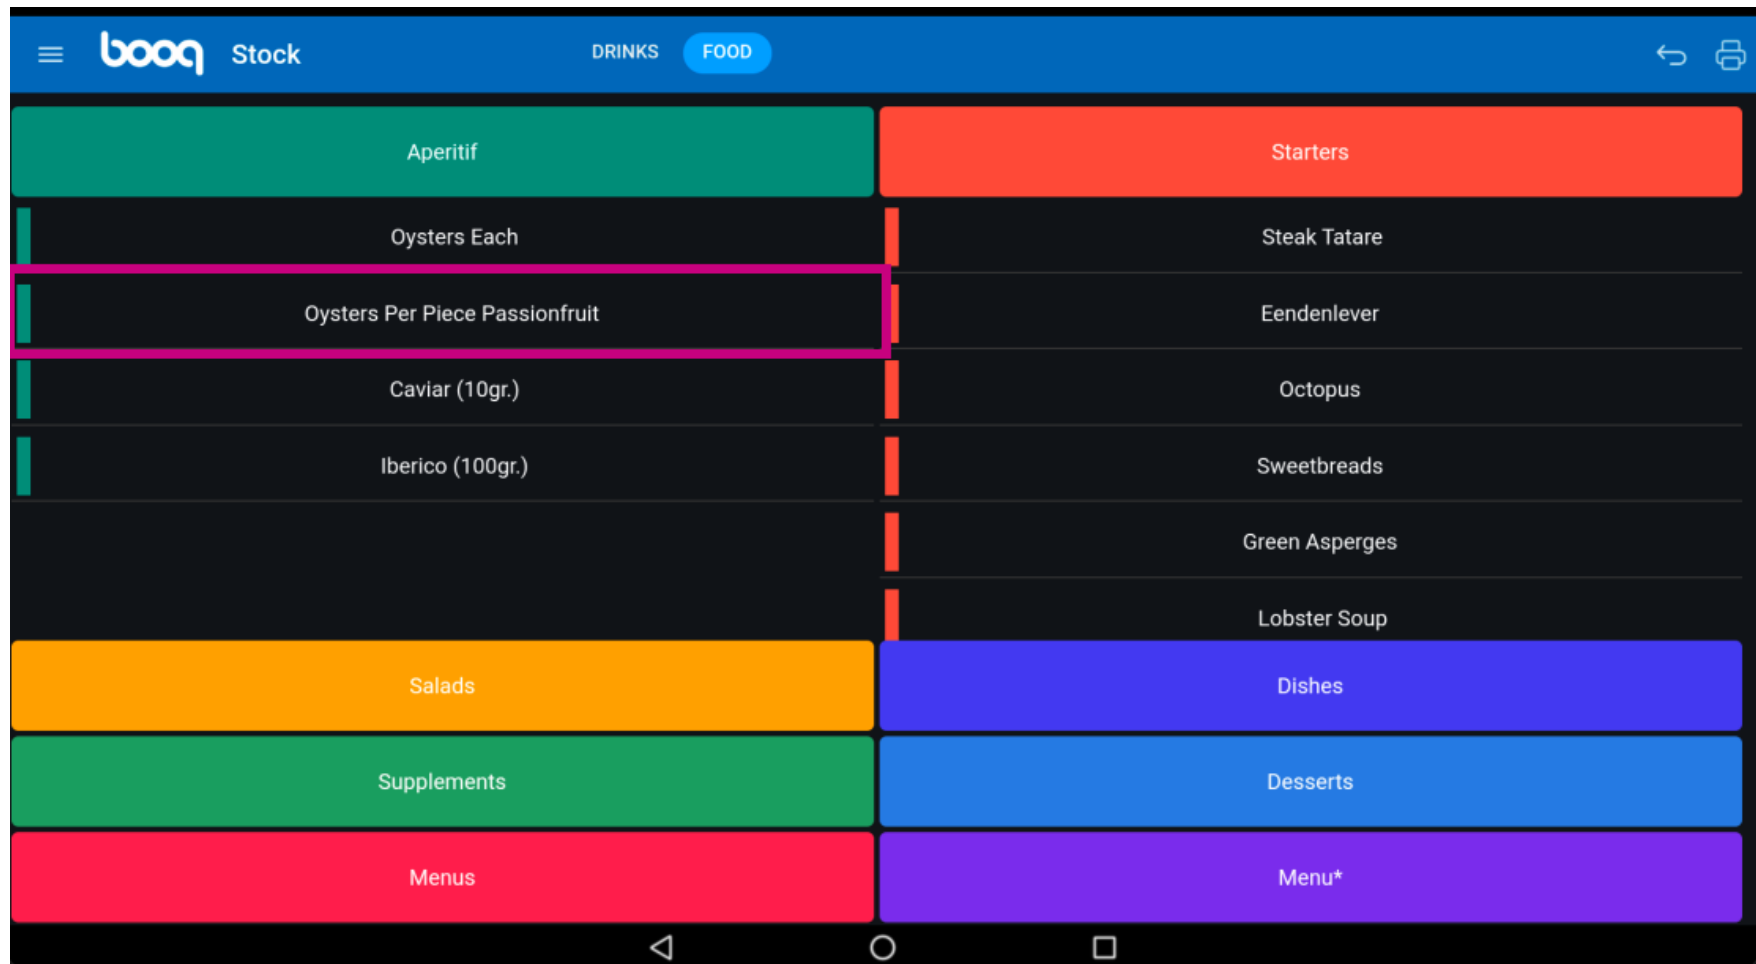 booq Stock DRINKS FOOD
Aperitif Starters
Oysters Each Steak Tatare
Oysters Per Piece Passionfruit Eendenlever
Caviar (10gr.) Octopus
Iberico (100gr.) Sweetbreads
Green Asperges
Lobster Soup
Salads Dishes
Supplements Desserts
Menus Menu*